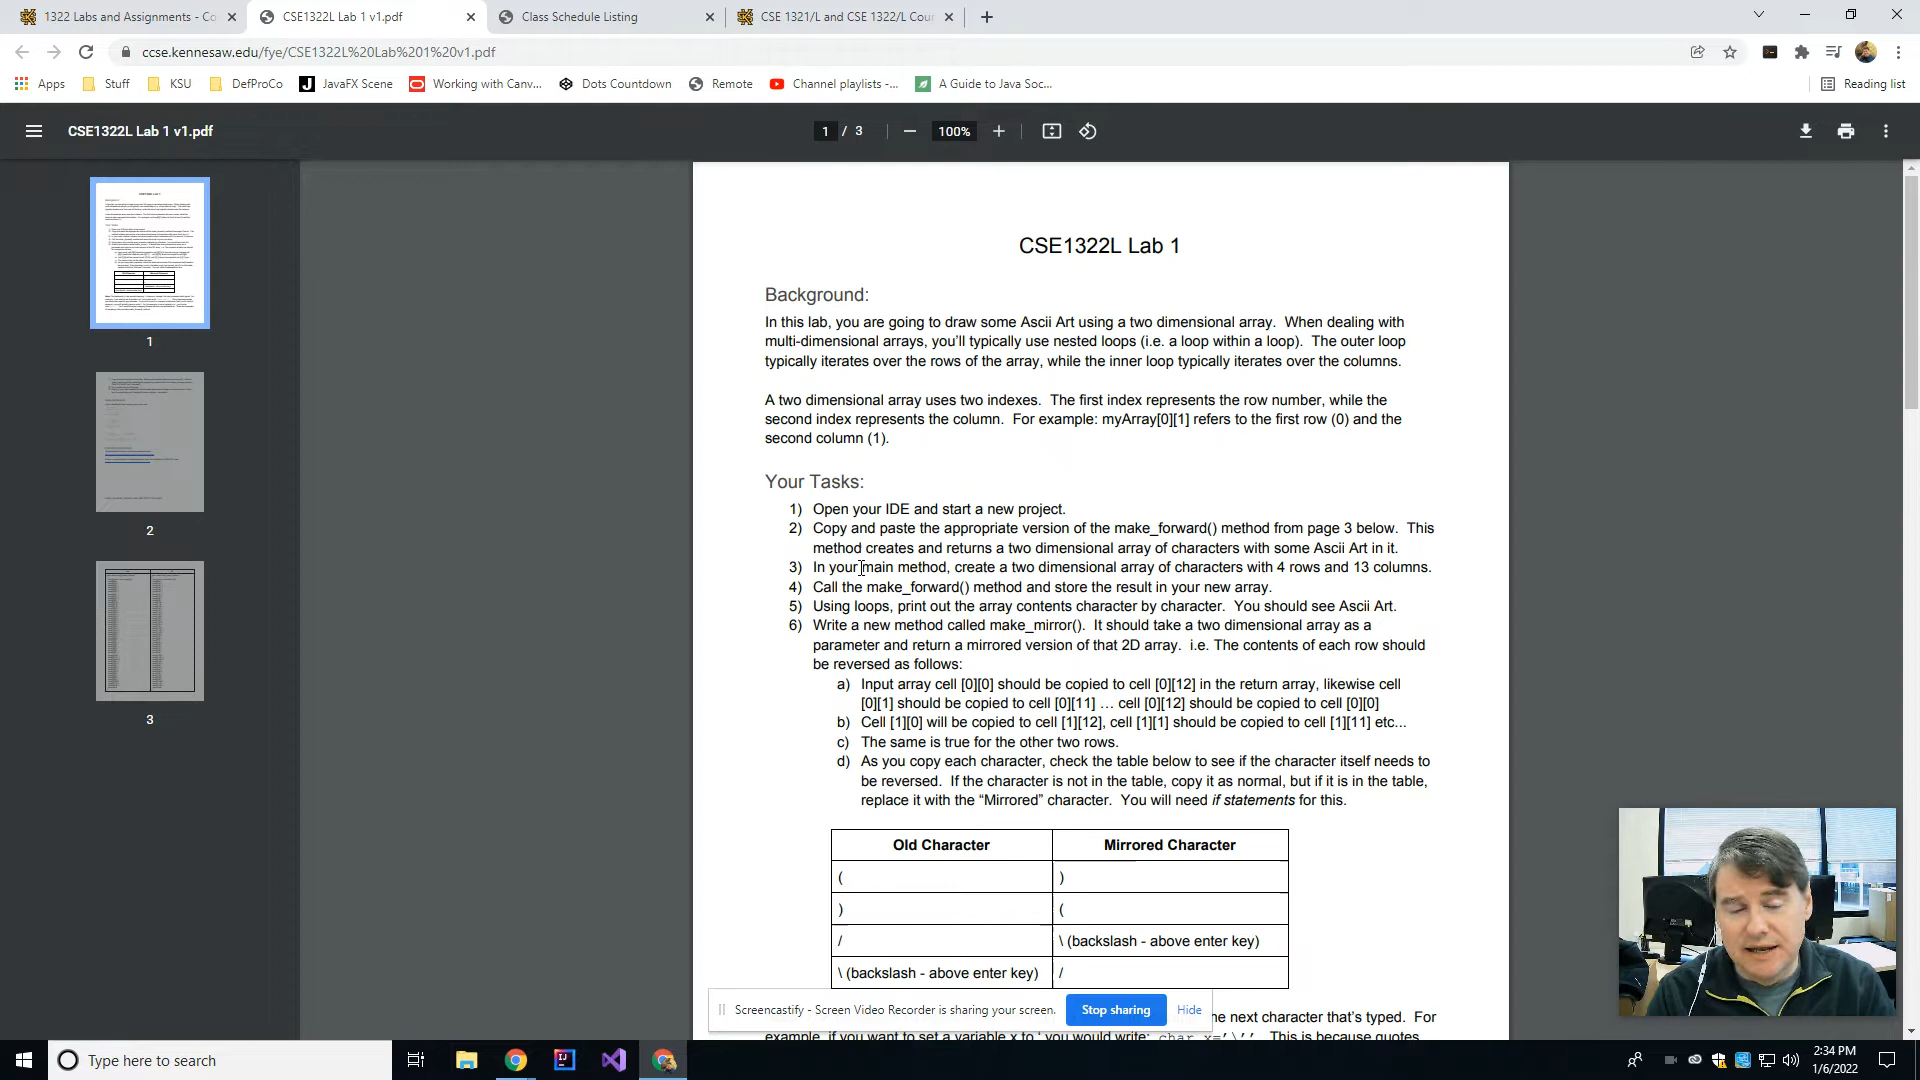 1322 Labs and Assignments - Co
CSE1322L Lab 1 v1.pdf
Class Schedule Listing
CSE 1321/L and CSE 1322/L Cour
ccse.kennesaw.edu/fye/CSE1322L%20Lab%201%20v1.pdf
Apps
Stuff
KSU
DefProCo
JavaFX Scene
Working with Canv...
Dots Countdown
Remote
Channel playlists -...
A Guide to Java Soc...
Reading list
CSE1322L Lab 1 v1.pdf
1 / 3
100%
1
2
3
CSE1322L Lab 1
Background:
In this lab, you are going to draw some Ascii Art using a two dimensional array. When dealing with
multi-dimensional arrays, you’ll typically use nested loops (i.e. a loop within a loop). The outer loop
typically iterates over the rows of the array, while the inner loop typically iterates over the columns.
A two dimensional array uses two indexes. The first index represents the row number, while the
second index represents the column. For example: myArray[0][1] refers to the first row (0) and the
second column (1).
Your Tasks:
1) Open your IDE and start a new project.
2) Copy and paste the appropriate version of the make_forward() method from page 3 below. This
method creates and returns a two dimensional array of characters with some Ascii Art in it.
3) In your main method, create a two dimensional array of characters with 4 rows and 13 columns.
4) Call the make_forward() method and store the result in your new array.
5) Using loops, print out the array contents character by character. You should see Ascii Art.
6) Write a new method called make_mirror(). It should take a two dimensional array as a
parameter and return a mirrored version of that 2D array. i.e. The contents of each row should
be reversed as follows:
a) Input array cell [0][0] should be copied to cell [0][12] in the return array, likewise cell
[0][1] should be copied to cell [0][11] … cell [0][12] should be copied to cell [0][0]
b) Cell [1][0] will be copied to cell [1][12], cell [1][1] should be copied to cell [1][11] etc...
c) The same is true for the other two rows.
d) As you copy each character, check the table below to see if the character itself needs to
be reversed. If the character is not in the table, copy it as normal, but if it is in the table,
replace it with the “Mirrored” character. You will need if statements for this.
Old Character Mirrored Character
( )
) (
/ \ (backslash - above enter key)
\ (backslash - above enter key) /
Screencastify - Screen Video Recorder is sharing your screen.
Stop sharing
Hide
he next character that’s typed. For
example, if you want to set a variable x to ' you would write: char x='\'' This is because quotes
Type here to search
2:34 PM
1/6/2022